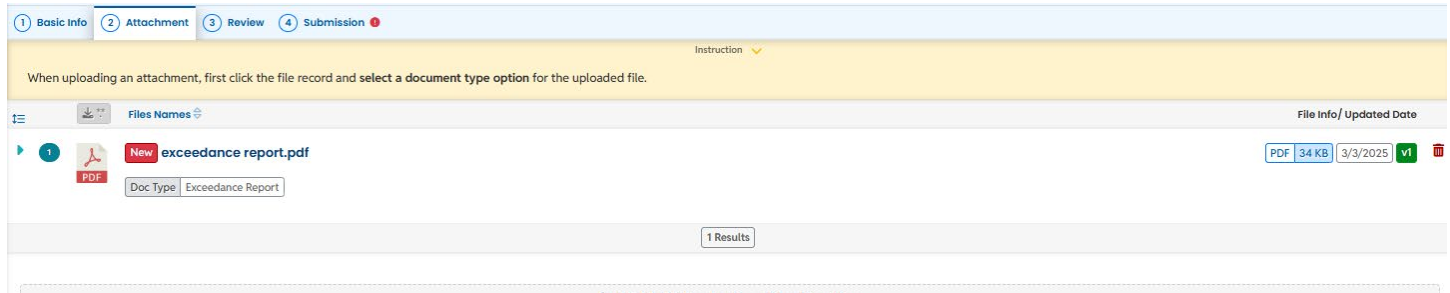 1 Basic Info 2 Attachment 3 Review 4 Submission
Instruction
When uploading an attachment, first click the file record and select a document type option for the uploaded file.
Files Names File Info/ Updated Date
1 PDF New exceedance report.pdf PDF 34 KB 3/3/2025 v1
Doc Type Exceedance Report
1 Results